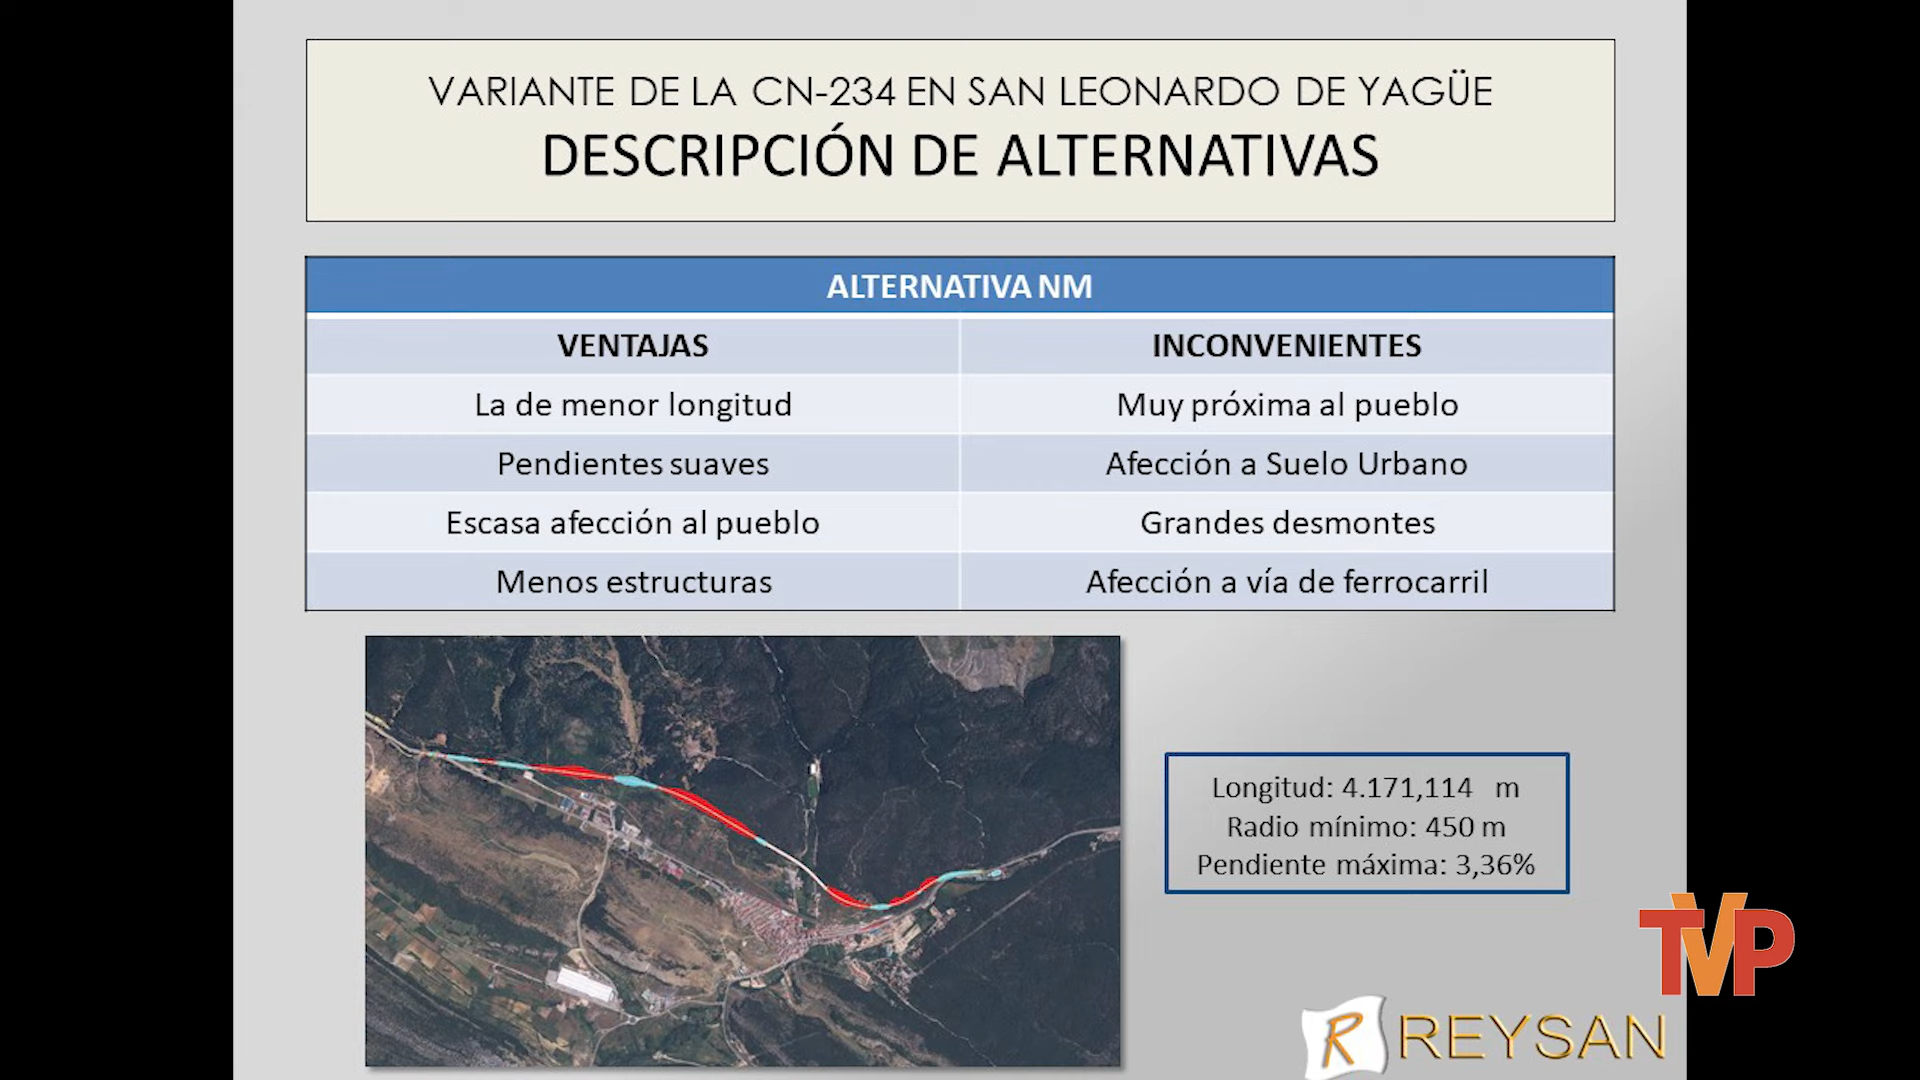 VARIANTE DE LA CN-234 EN SAN LEONARDO DE YAGÜE
DESCRIPCIÓN DE ALTERNATIVAS
ALTERNATIVA NM
VENTAJAS INCONVENIENTES
La de menor longitud Muy próxima al pueblo
Pendientes suaves Afección a Suelo Urbano
Escasa afección al pueblo Grandes desmontes
Menos estructuras Afección a vía de ferrocarril
Longitud: 4.171,114 m
Radio mínimo: 450 m
Pendiente máxima: 3,36%
TVP
R REYSAN